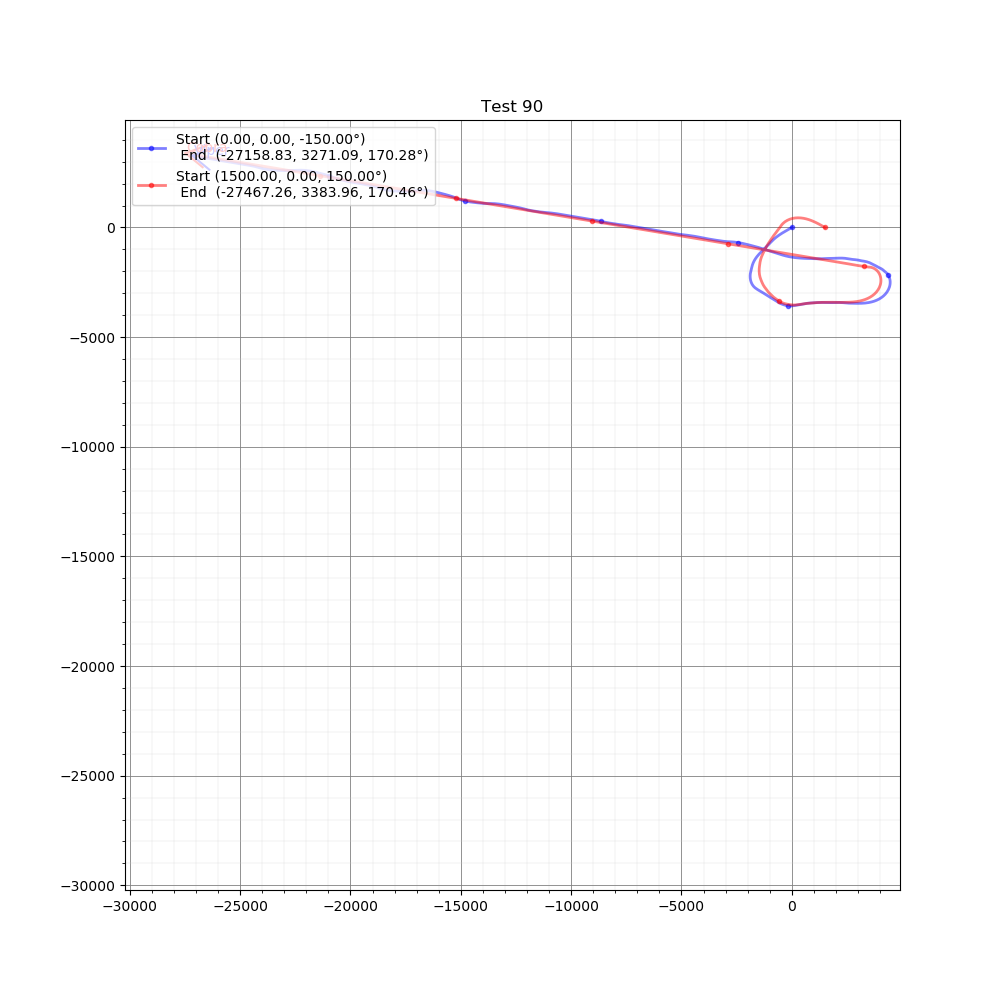 Test 90
Start (0.00, 0.00, -150.00°)
End (-27158.83, 3271.09, 170.28°)
Start (1500.00, 0.00, 150.00°)
End (-27467.26, 3383.96, 170.46°)
0
−5000
−10000
−15000
−20000
−25000
−30000
−30000 −25000 −20000 −15000 −10000 −5000 0